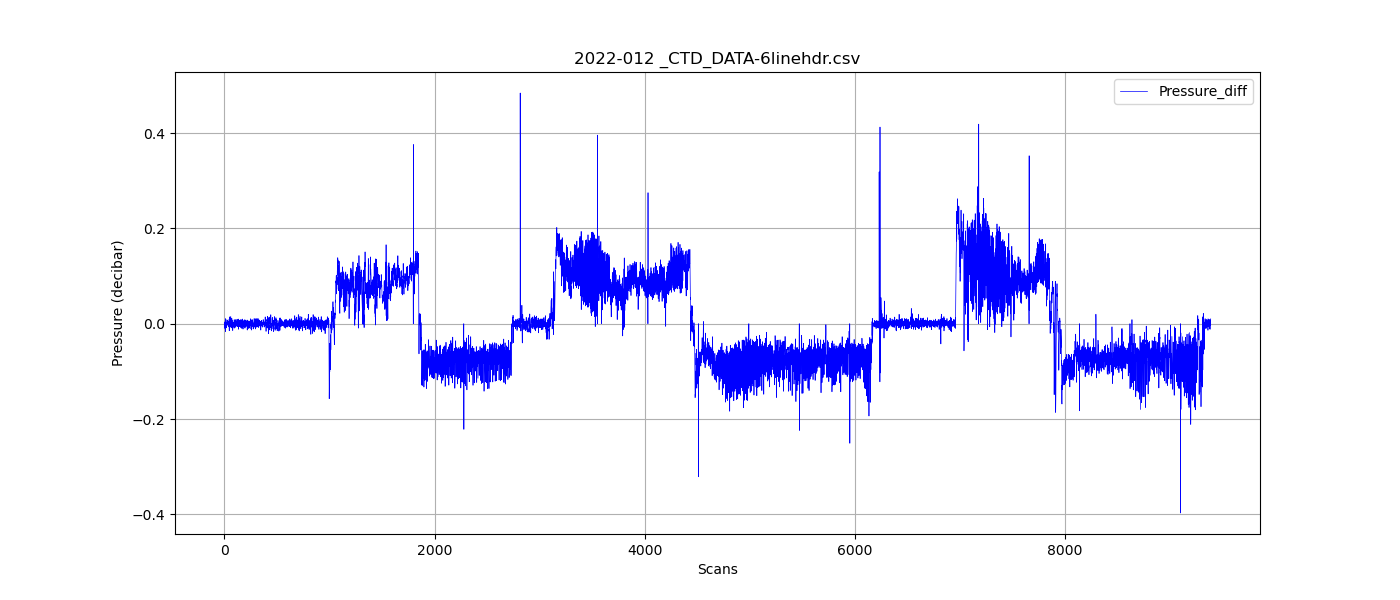 2022-012 _CTD_DATA-6linehdr.csv
Pressure_diff
0.4
0.2
0.0
−0.2
−0.4
Pressure (decibar)
0 2000 4000 6000 8000
Scans